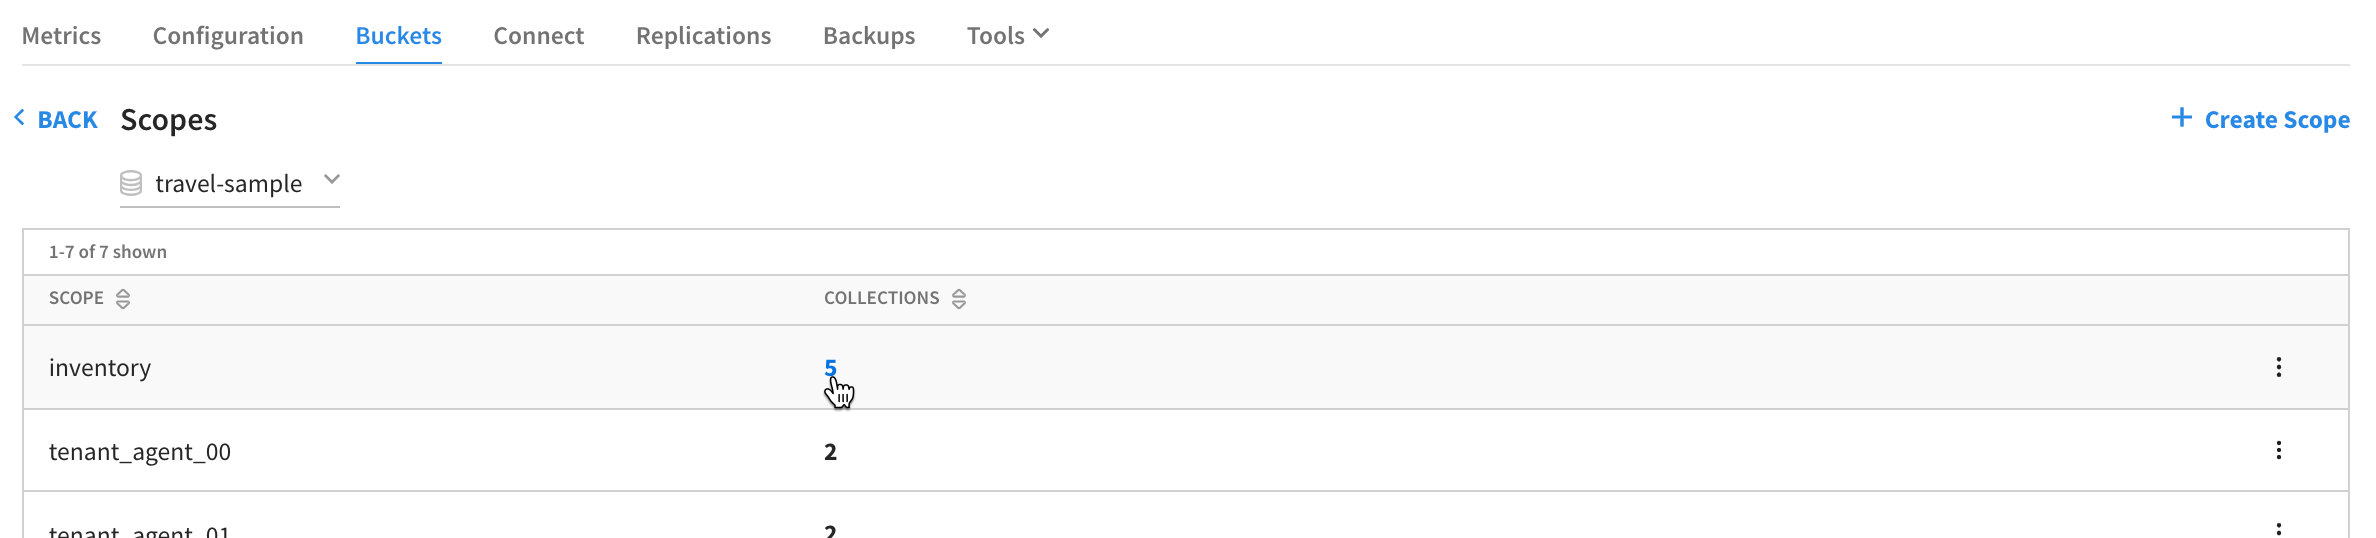 Metrics Configuration Buckets Connect Replications Backups Tools
BACK Scopes + Create Scope
travel-sample
1-7 of 7 shown
SCOPE COLLECTIONS
inventory 5
tenant_agent_00 2
tenant_agent_01 2